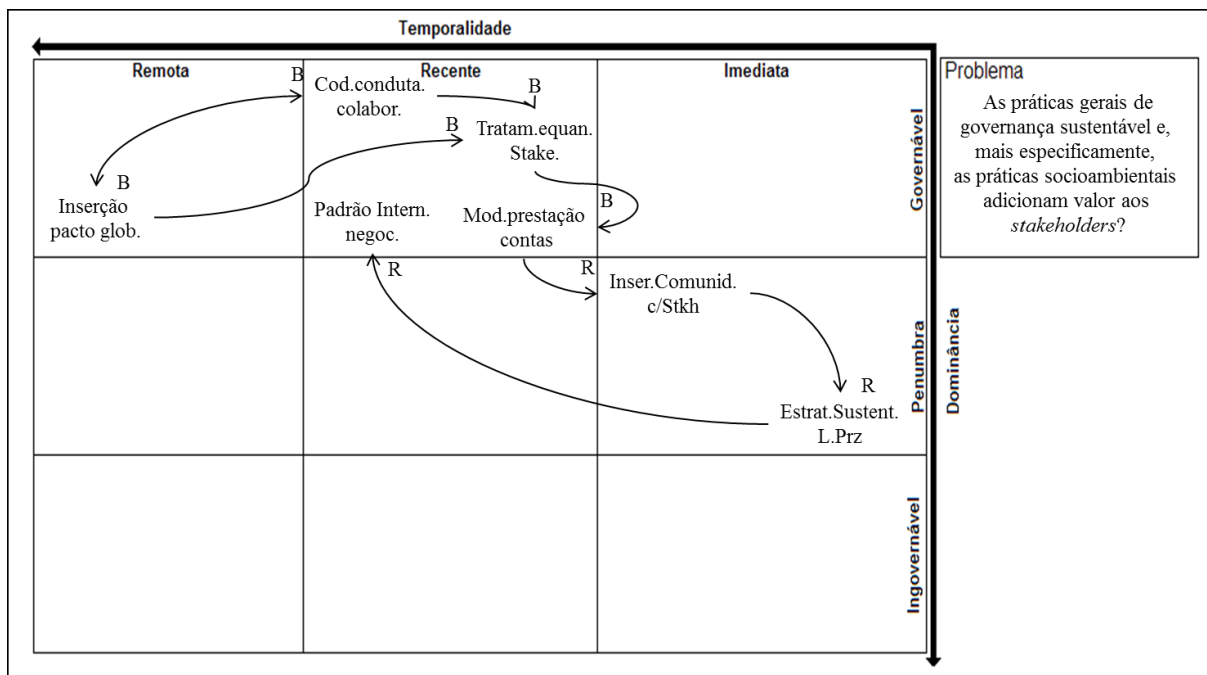 Temporalidade
Remota
Recente
Imediata
Problema
As práticas gerais de
governança sustentável e,
mais especificamente,
as práticas socioambientais
adicionam valor aos
stakeholders?
B
Cod.conduta.
colabor.
B
B
Tratam.equan.
Stake.
B
Inserção
pacto glob.
Padrão Intern.
negoc.
Mod.prestação
contas
B
Governável
R
R
Inser.Comunid.
c/Stkh
R
Estrat.Sustent.
L.Prz
Penumbra
Dominância
Ingovernável